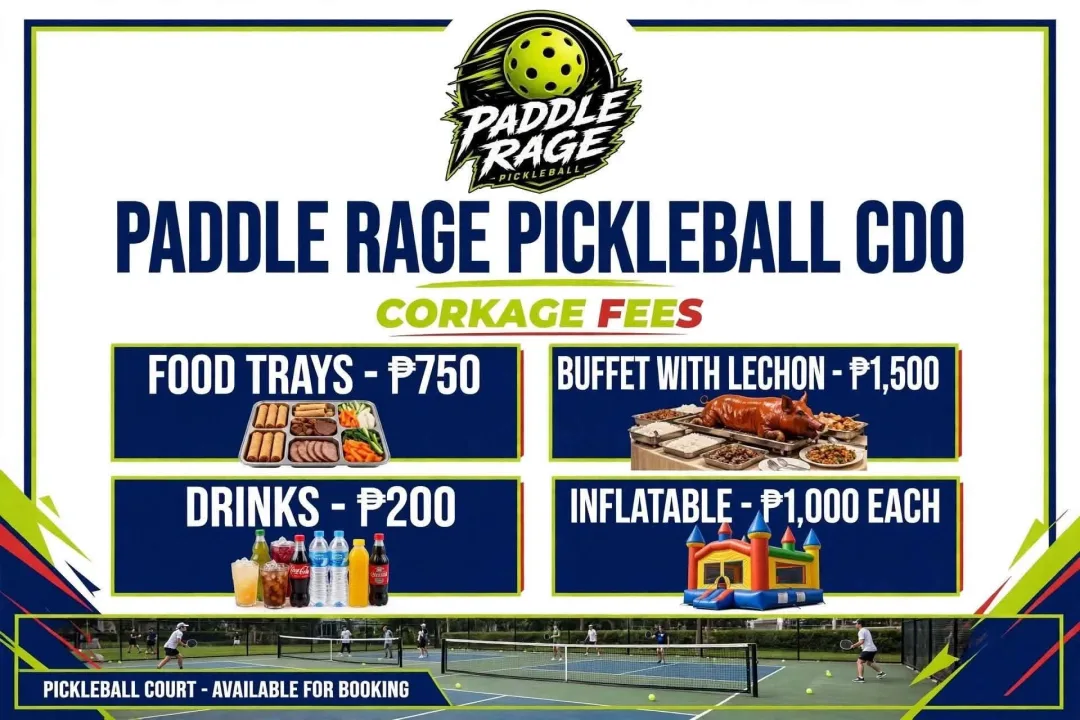 PADDLE
RAGE
PICKLEBALL
PADDLE RAGE PICKLEBALL CDO
CORKAGE FEES
FOOD TRAYS - ₱750
BUFFET WITH LECHON - ₱1,500
DRINKS - ₱200
INFLATABLE - ₱1,000 EACH
PICKLEBALL COURT - AVAILABLE FOR BOOKING